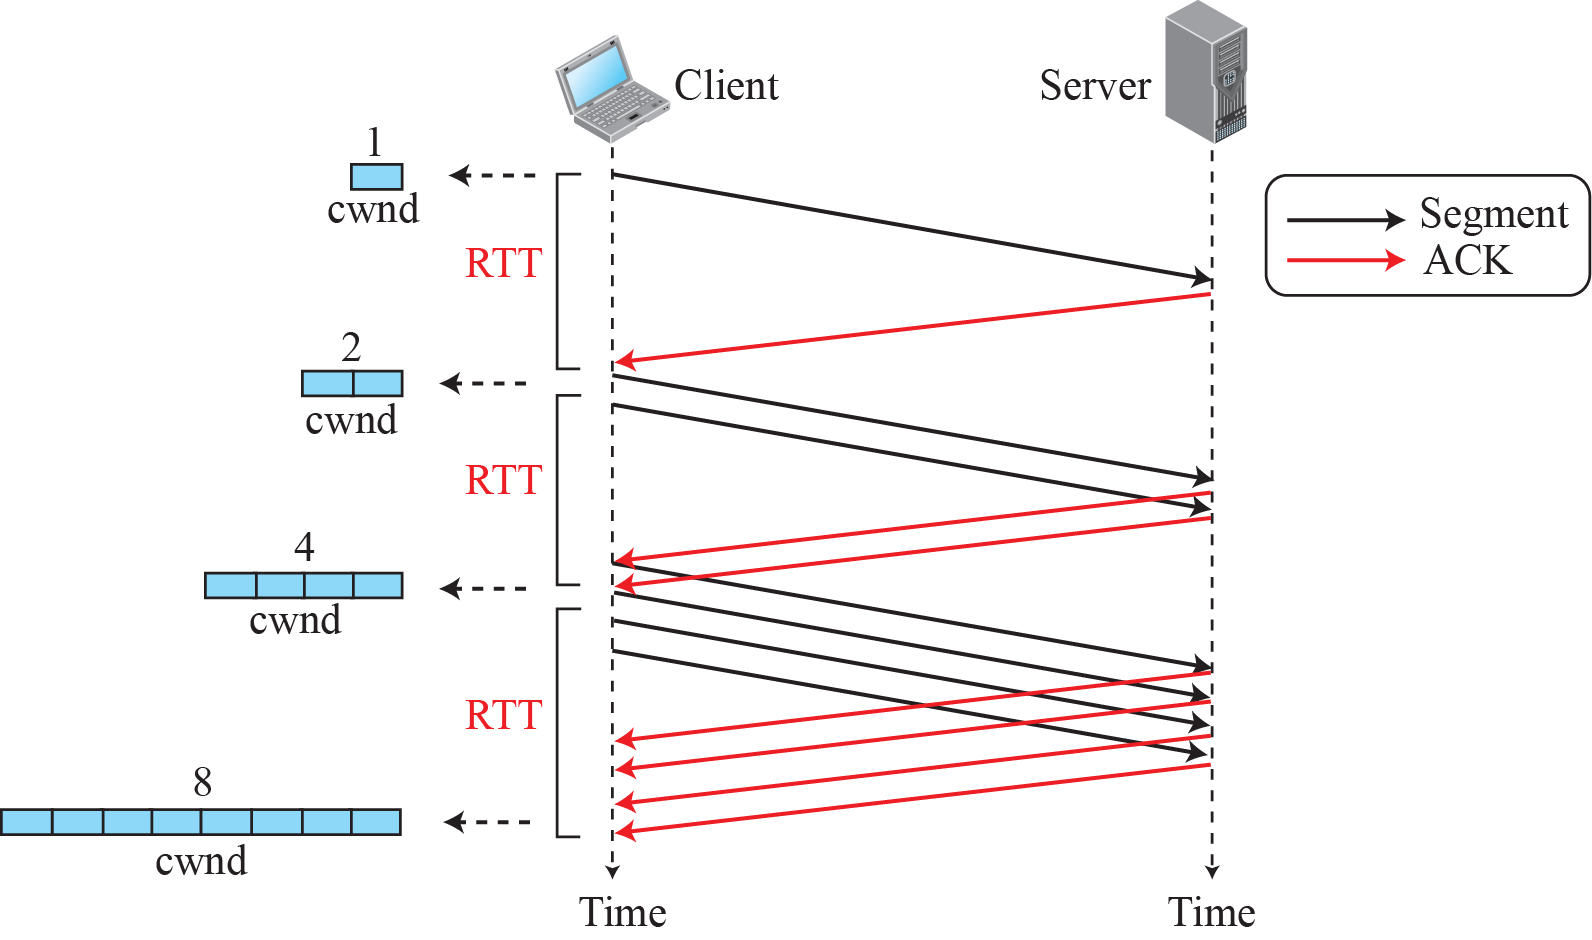 Client
Server
1
cwnd
Segment
ACK
RTT
2
cwnd
RTT
4
cwnd
RTT
8
cwnd
Time
Time